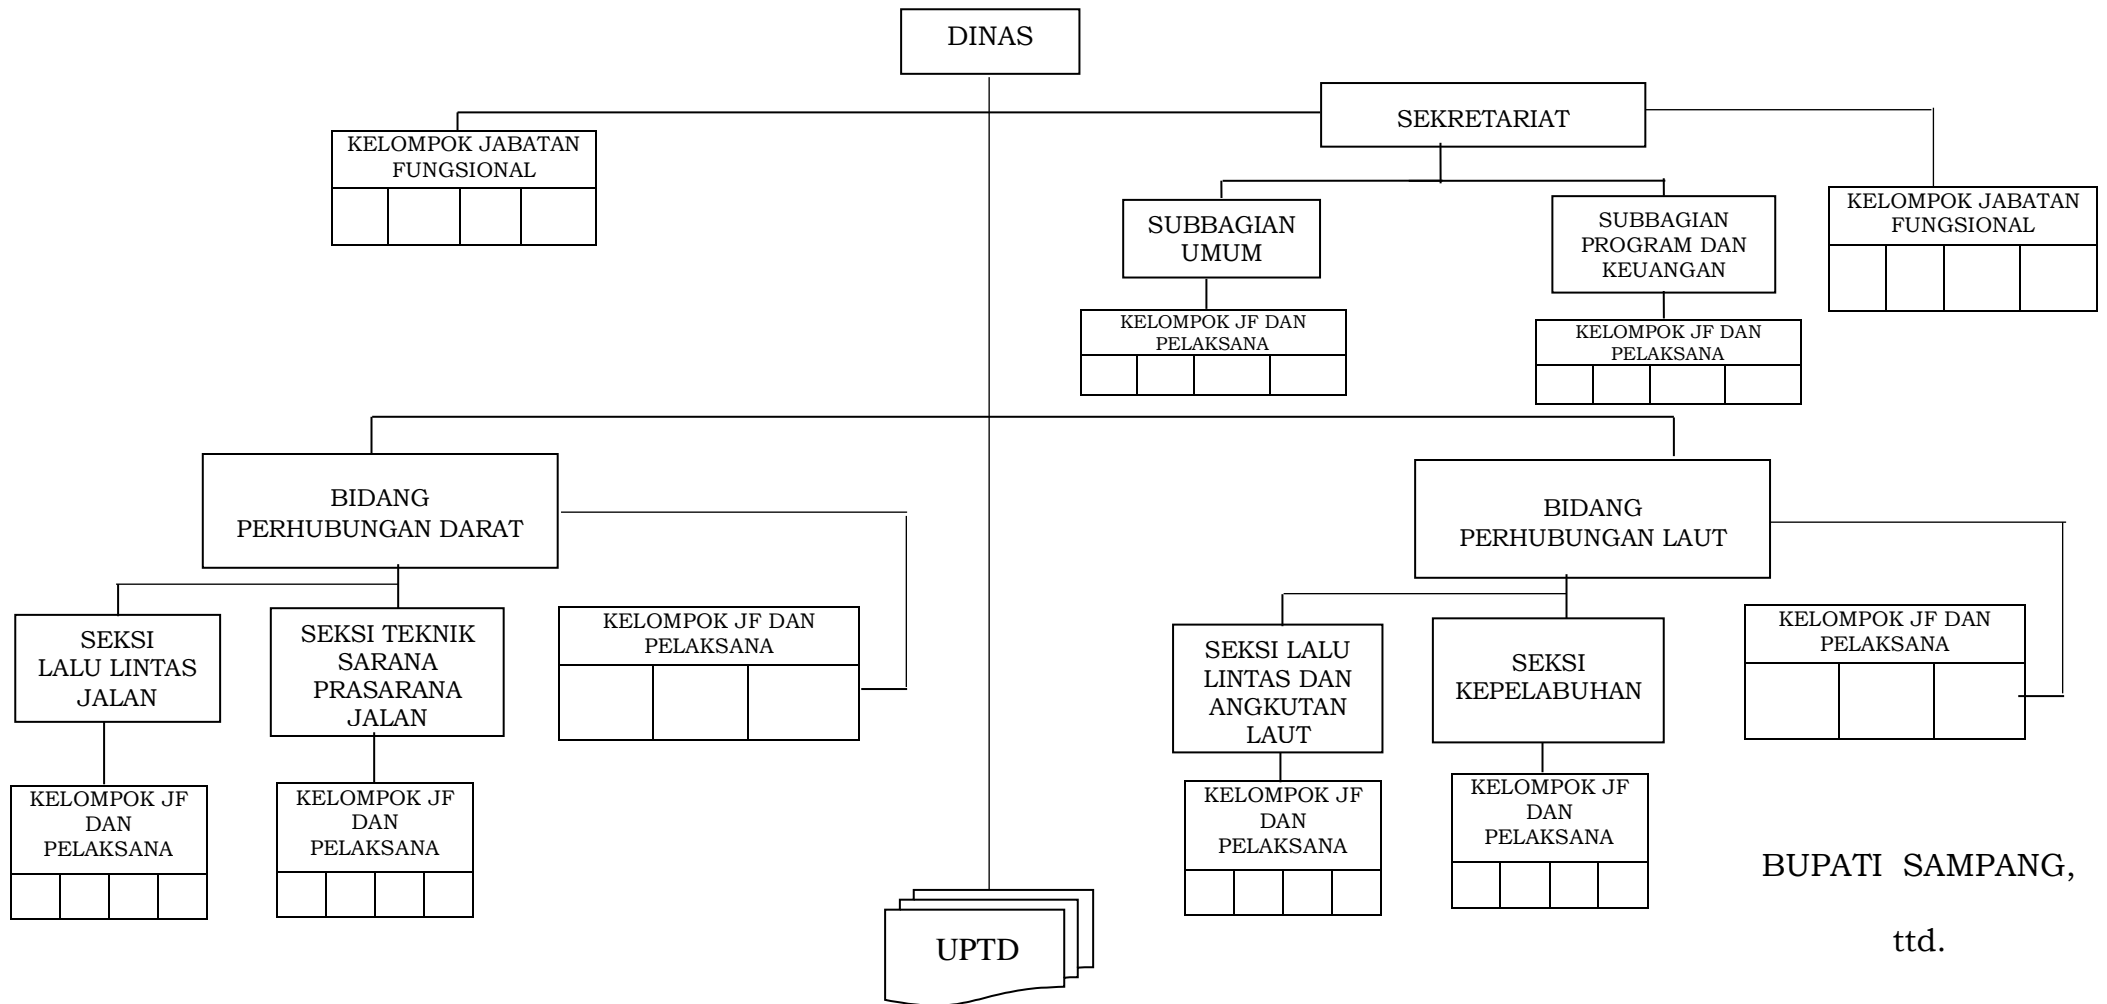 DINAS
SEKRETARIAT
KELOMPOK JABATAN
FUNGSIONAL
SUBBAGIAN
UMUM
SUBBAGIAN
PROGRAM DAN
KEUANGAN
KELOMPOK JABATAN
FUNGSIONAL
KELOMPOK JF DAN
PELAKSANA
KELOMPOK JF DAN
PELAKSANA
BIDANG
PERHUBUNGAN DARAT
BIDANG
PERHUBUNGAN LAUT
SEKSI
LALU LINTAS
JALAN
SEKSI TEKNIK
SARANA
PRASARANA
JALAN
KELOMPOK JF DAN
PELAKSANA
SEKSI LALU
LINTAS DAN
ANGKUTAN
LAUT
SEKSI
KEPELABUHAN
KELOMPOK JF DAN
PELAKSANA
KELOMPOK JF
DAN
PELAKSANA
KELOMPOK JF
DAN
PELAKSANA
KELOMPOK JF
DAN
PELAKSANA
KELOMPOK JF
DAN
PELAKSANA
UPTD
BUPATI SAMPANG,
ttd.